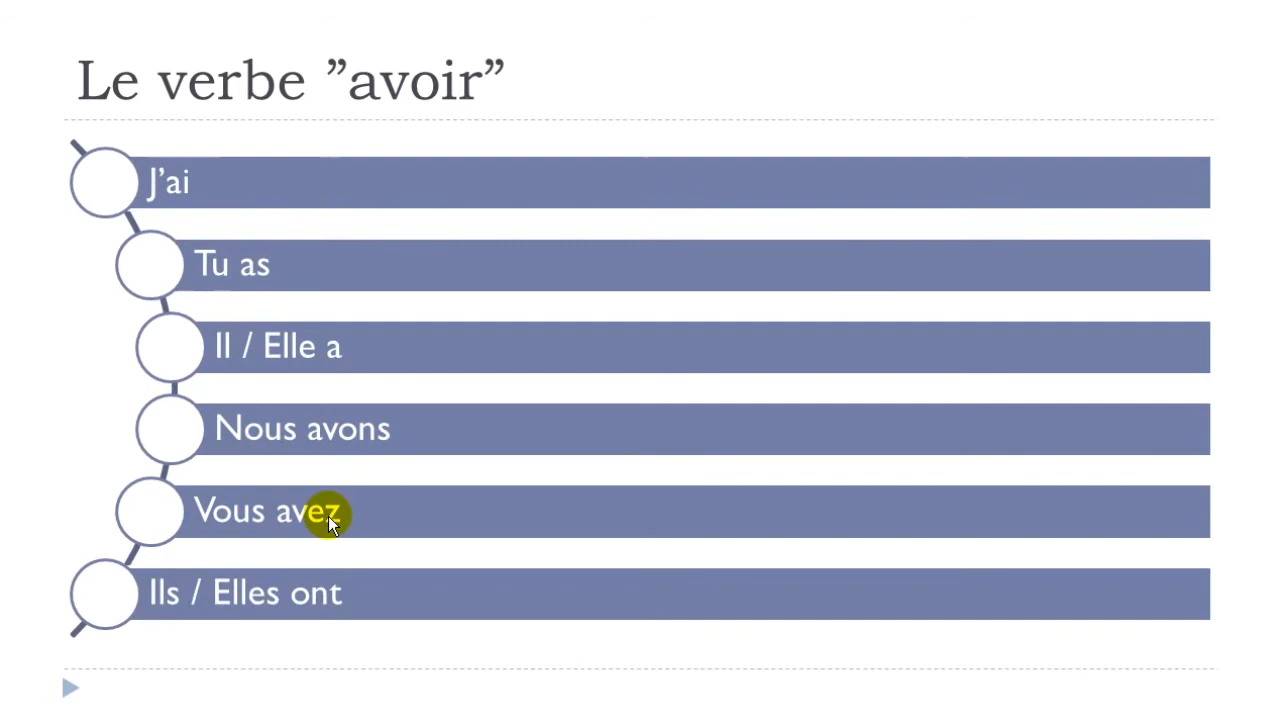 Le verbe ”avoir”
J’ai
Tu as
Il / Elle a
Nous avons
Vous avez
Ils / Elles ont